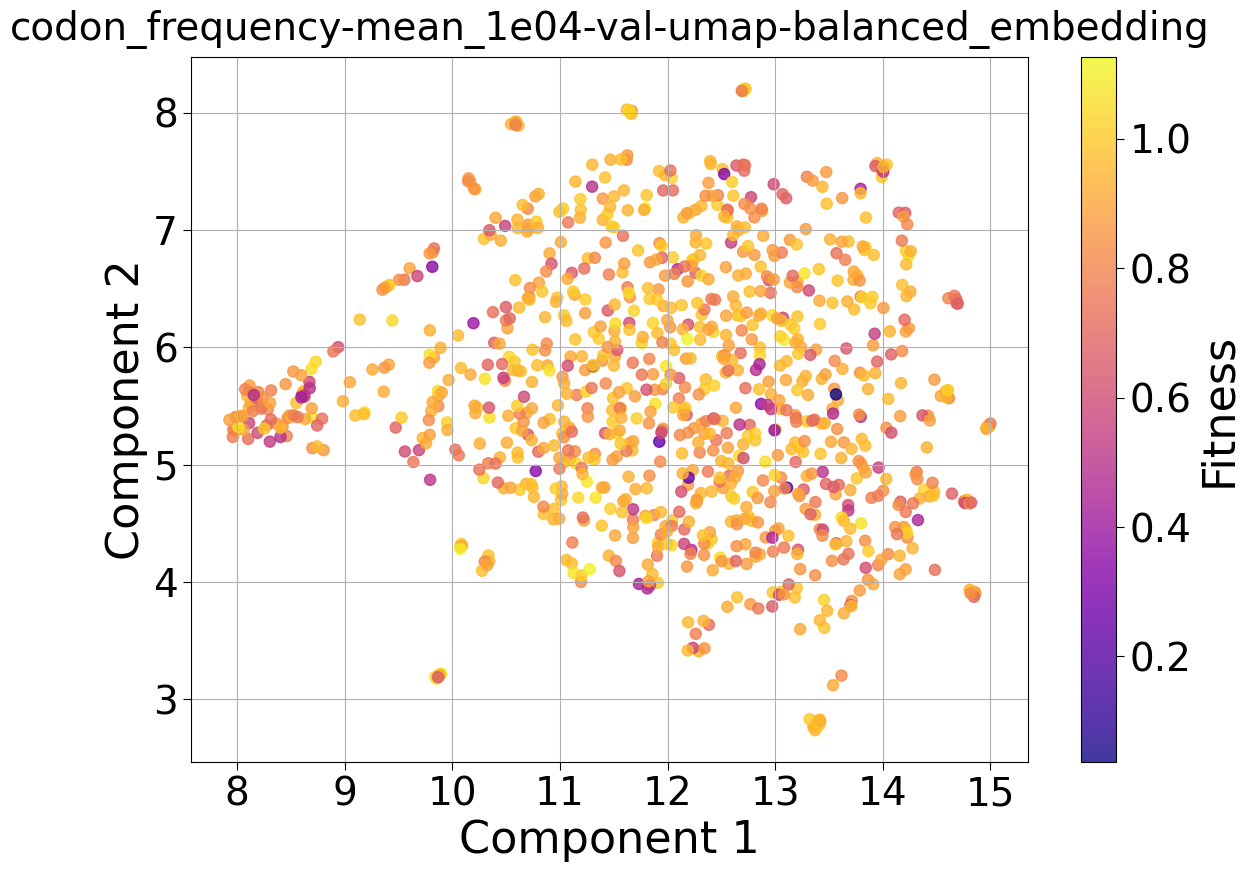 codon_frequency-mean_1e04-val-umap-balanced_embedding
8
7
6
5
4
3
8 9 10 11 12 13 14 15
Component 1
Component 2
1.0
0.8
0.6
0.4
0.2
Fitness